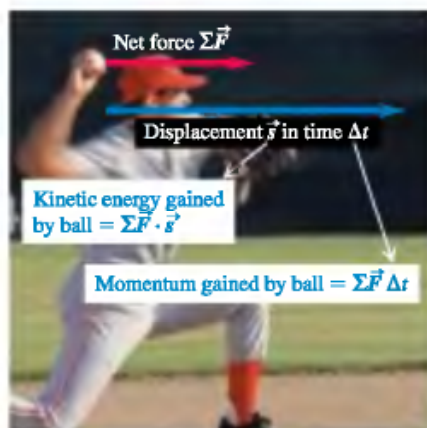 Net force ΣF⃗
Displacement s⃗ in time Δt
Kinetic energy gained
by ball = ΣF⃗ · s⃗
Momentum gained by ball = ΣF⃗ Δt